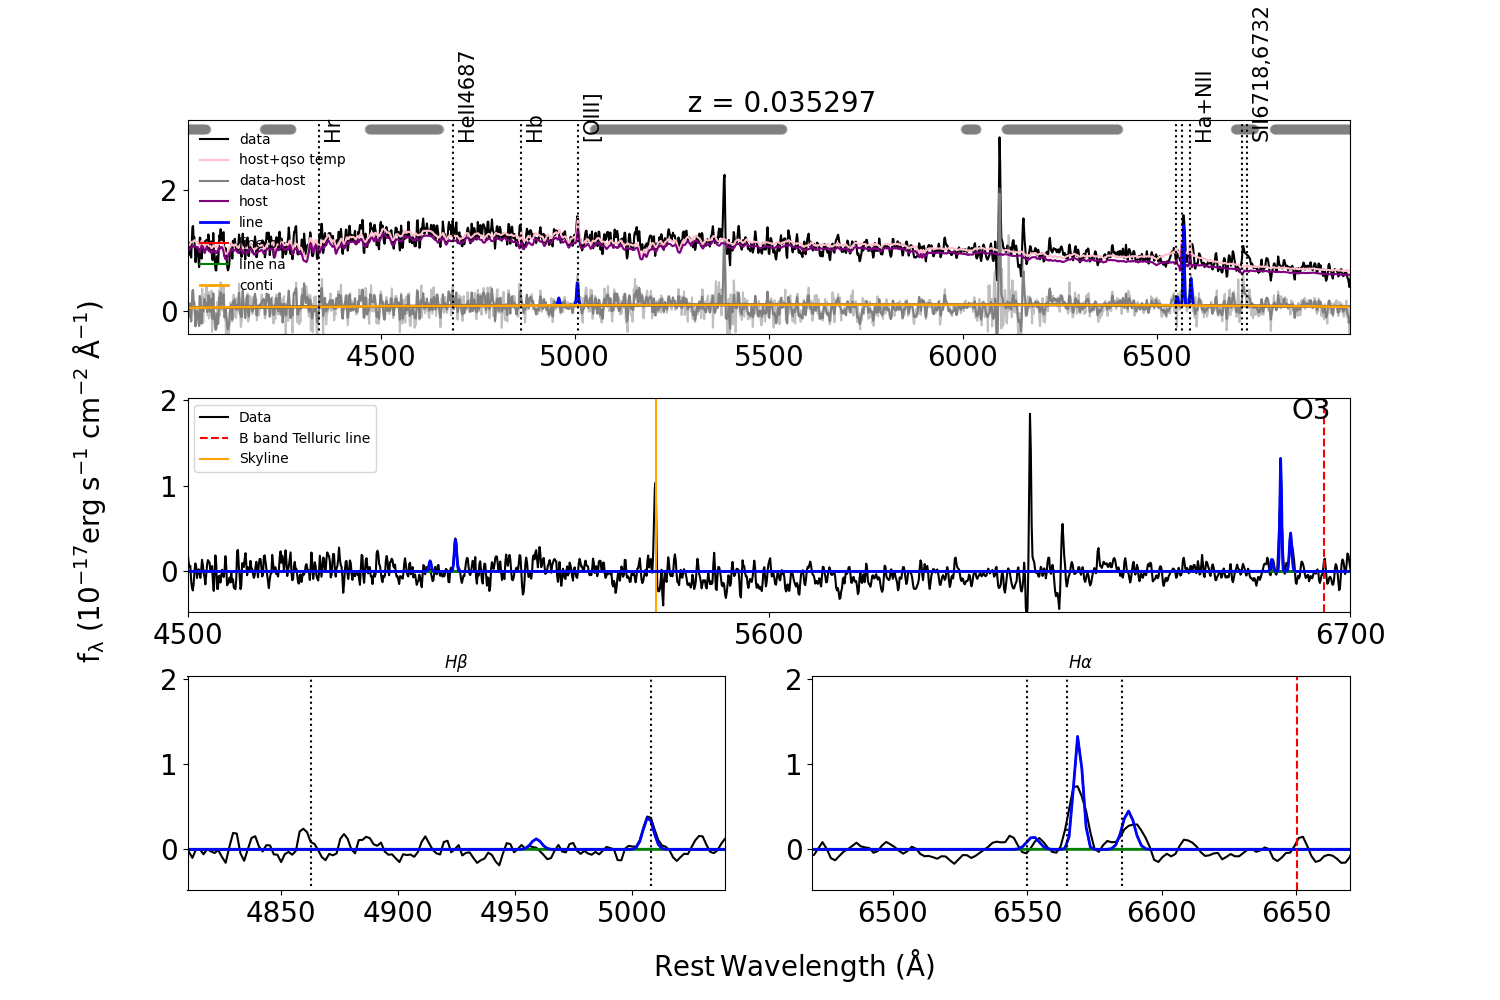 z = 0.035297
Hr
HeII4687
Hb
[OIII]
Ha+NII
SII6718,6732
data
host+qso temp
data-host
host
line
line na
conti
2
0
4500
5000
5500
6000
6500
O3
Data
B band Telluric line
Skyline
2
1
0
4500
5600
6700
fλ (10⁻¹⁷erg s⁻¹ cm⁻² Å⁻¹)
Hβ
2
1
0
4850
4900
4950
5000
Hα
2
1
0
6500
6550
6600
6650
Rest Wavelength (Å)